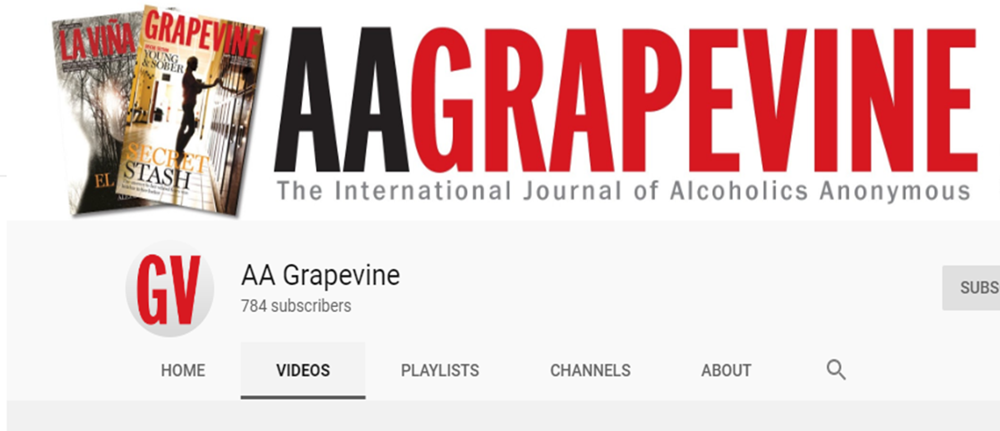 LA VIÑA
GRAPEVINE
YOUNG
& SOBER
SECRET
STASH
EL
AAGRAPEVINE
The International Journal of Alcoholics Anonymous
GV
AA Grapevine
784 subscribers
SUBS
HOME
VIDEOS
PLAYLISTS
CHANNELS
ABOUT